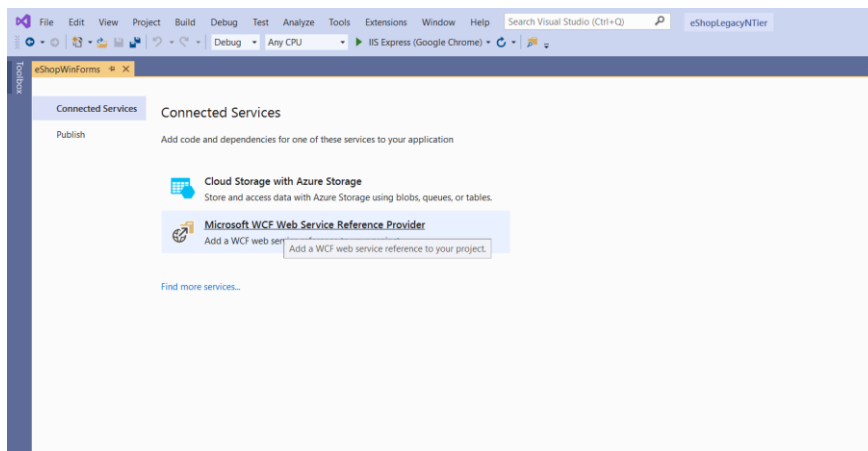 File Edit View Project Build Debug Test Analyze Tools Extensions Window Help Search Visual Studio (Ctrl+Q) eShopLegacyNTier
Debug Any CPU IIS Express (Google Chrome)
Toolbox
eShopWinForms
Connected Services
Publish
Connected Services
Add code and dependencies for one of these services to your application
Cloud Storage with Azure Storage
Store and access data with Azure Storage using blobs, queues, or tables.
Microsoft WCF Web Service Reference Provider
Add a WCF web
Add a WCF web service reference to your project.
Find more services...